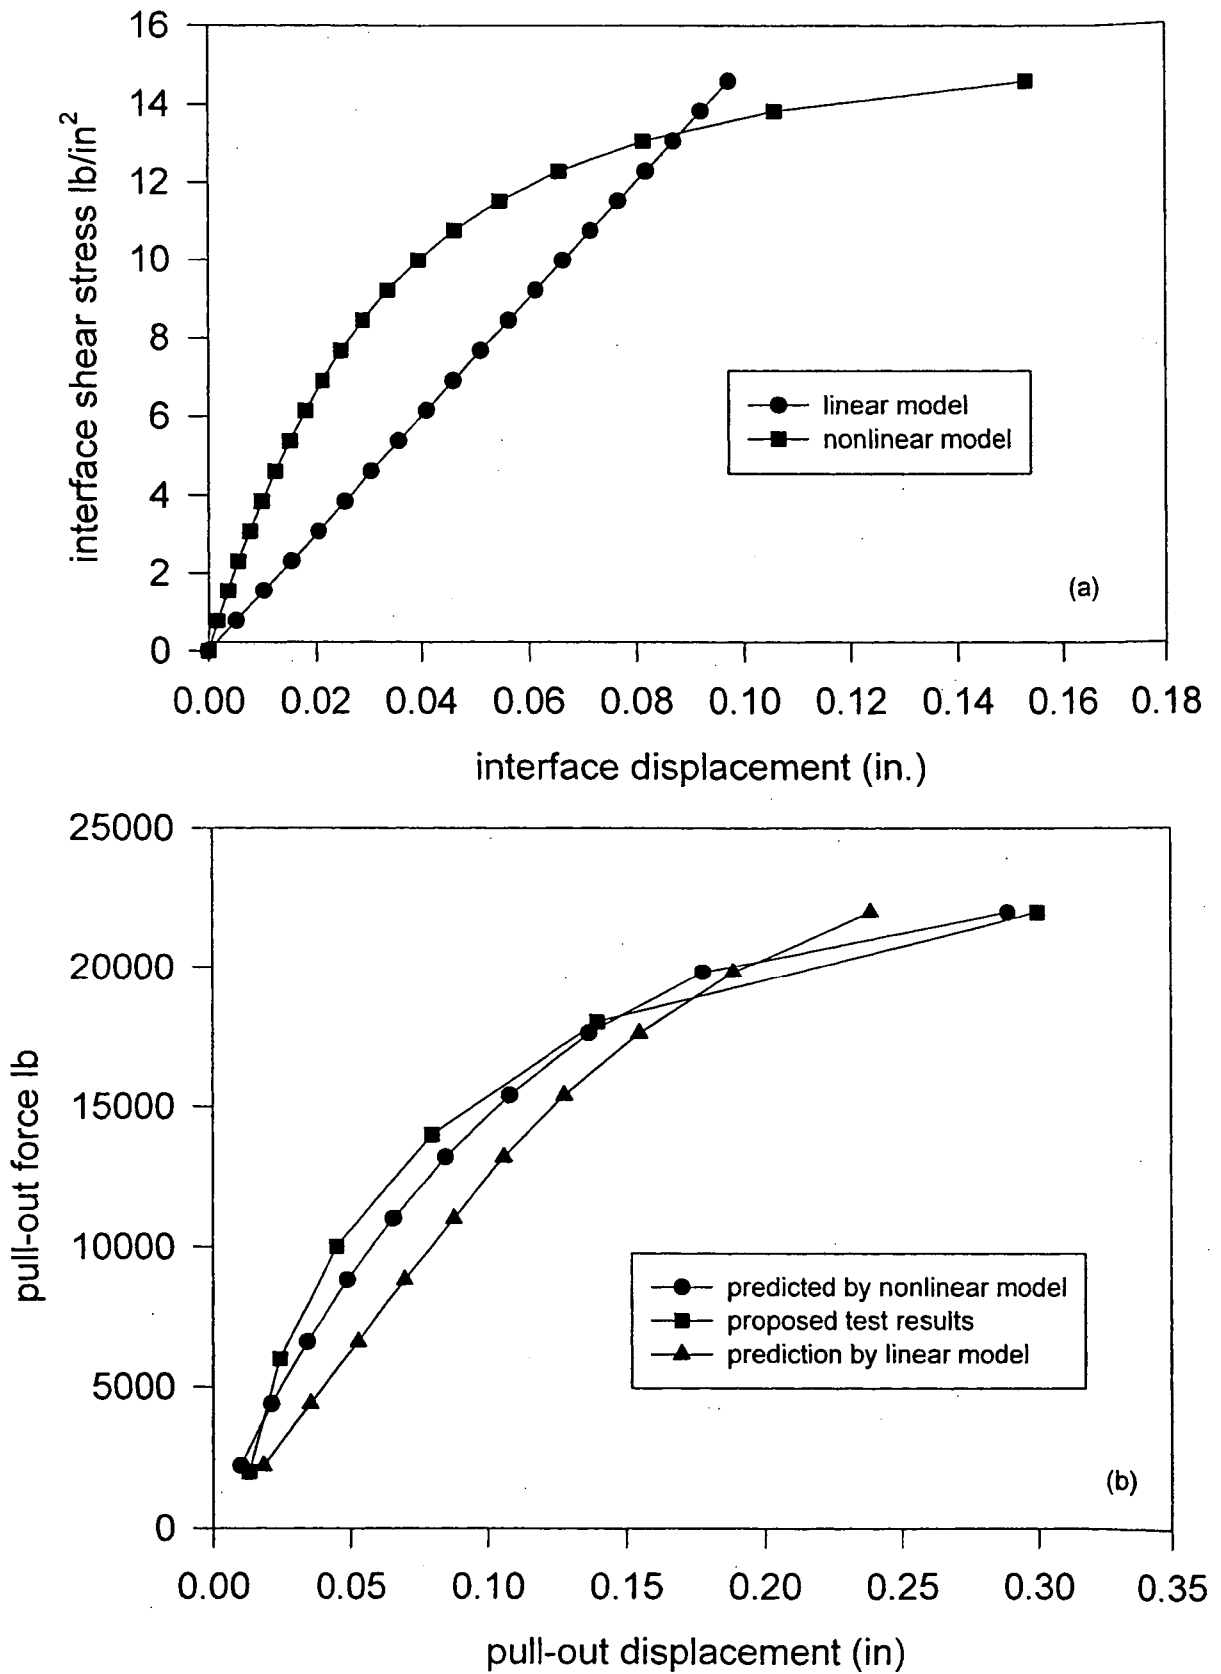 16
14
12
10
8
6
4
2
0
interface shear stress lb/in²
linear model
nonlinear model
(a)
0.00 0.02 0.04 0.06 0.08 0.10 0.12 0.14 0.16 0.18
interface displacement (in.)
25000
20000
15000
10000
5000
0
pull-out force lb
predicted by nonlinear model
proposed test results
prediction by linear model
(b)
0.00 0.05 0.10 0.15 0.20 0.25 0.30 0.35
pull-out displacement (in)